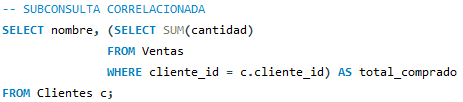 -- SUBCONSULTA CORRELACIONADA
SELECT nombre, (SELECT SUM(cantidad)
FROM Ventas
WHERE cliente_id = c.cliente_id) AS total_comprado
FROM Clientes c;